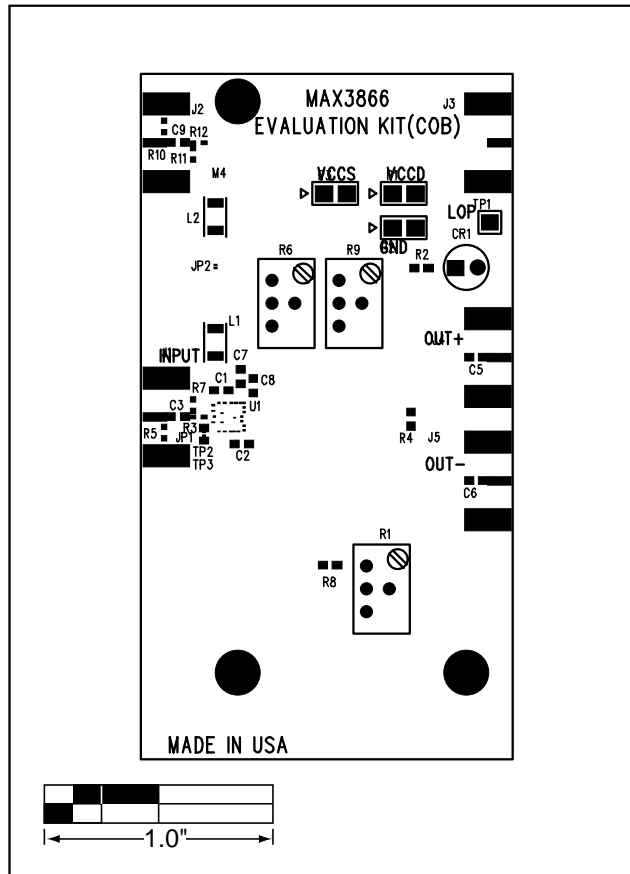 MAX3866
EVALUATION KIT(COB)
J2
J3
C9
R12
R10
R11
M4
VCCS
VCCD
L2
LOP
TP1
CR1
GND
JP2
R6
R9
R2
L1
OUT+
INPUT
C7
C5
R7
C1
C8
C3
U1
R5
R3
JP1
R4
J5
TP2
C2
TP3
OUT-
C6
R1
R8
MADE IN USA
1.0"